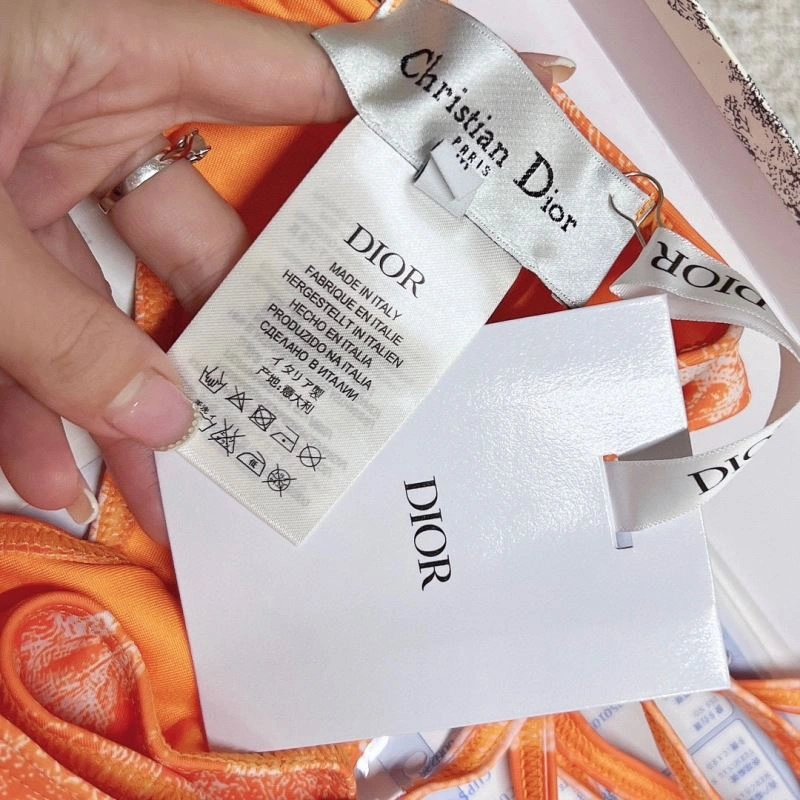 Christian Dior
PARIS
DIOR
MADE IN ITALY
FABRIQUE EN ITALIE
HERGESTELLT IN ITALIEN
HECHO EN ITALIA
PRODUZIDO NA ITALIA
СДЕЛАНО В ИТАЛИИ
イタリア製
产地:意大利
DIOR
DIOR
DIO